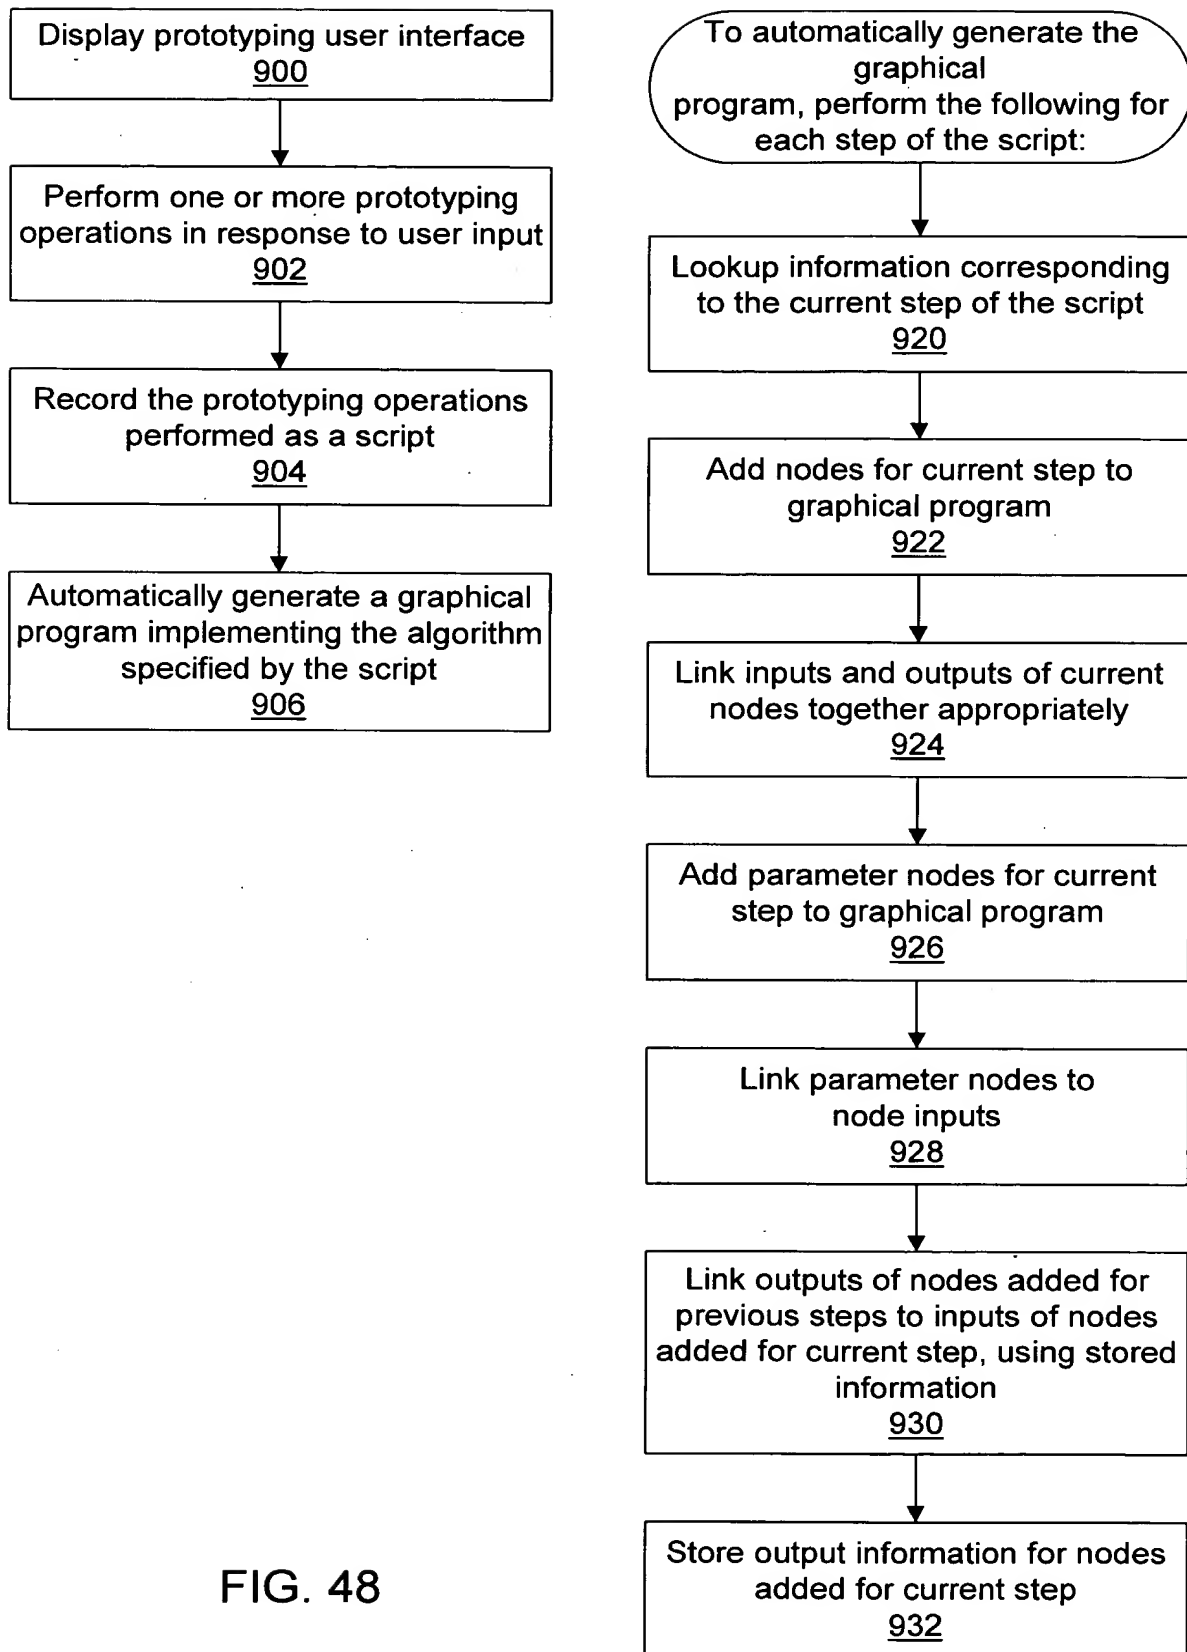 Display prototyping user interface
900
Perform one or more prototyping
operations in response to user input
902
Record the prototyping operations
performed as a script
904
Automatically generate a graphical
program implementing the algorithm
specified by the script
906
FIG. 48
To automatically generate the
graphical
program, perform the following for
each step of the script:
Lookup information corresponding
to the current step of the script
920
Add nodes for current step to
graphical program
922
Link inputs and outputs of current
nodes together appropriately
924
Add parameter nodes for current
step to graphical program
926
Link parameter nodes to
node inputs
928
Link outputs of nodes added for
previous steps to inputs of nodes
added for current step, using stored
information
930
Store output information for nodes
added for current step
932